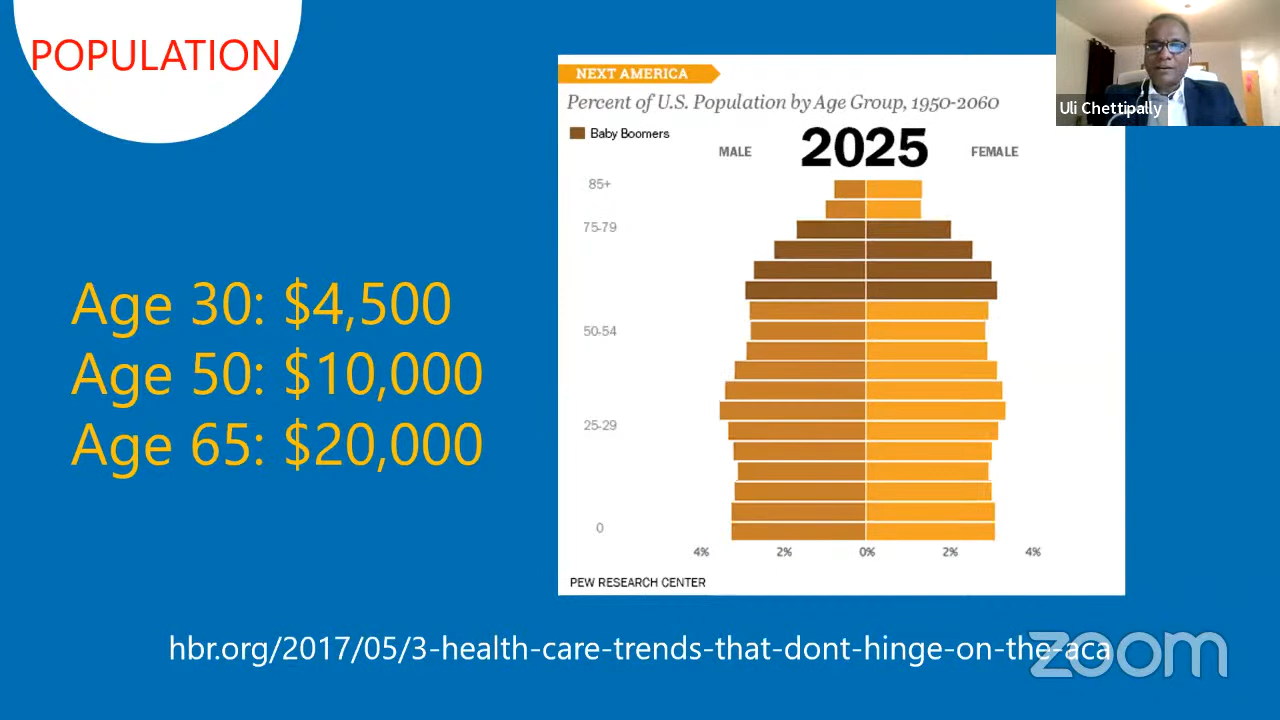 POPULATION
NEXT AMERICA
Percent of U.S. Population by Age Group, 1950-2060
Baby Boomers
MALE
2025
FEMALE
85+
75-79
50-54
25-29
0
4%
2%
0%
2%
4%
PEW RESEARCH CENTER
Uli Chettipally
Age 30: $4,500
Age 50: $10,000
Age 65: $20,000
hbr.org/2017/05/3-health-care-trends-that-dont-hinge-on-the-aca
zoom